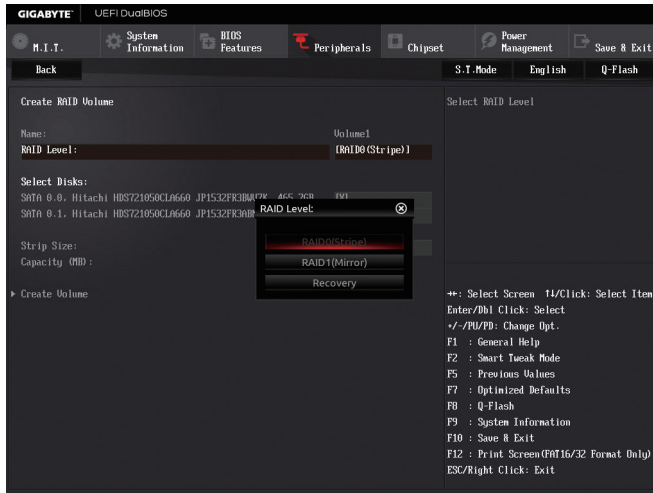 GIGABYTE™ UEFI DualBIOS
M.I.T. System Information BIOS Features Peripherals Chipset Power Management Save & Exit
Back S.T.Mode English Q-Flash
Create RAID Volume
Select RAID Level
Name: Volume1
RAID Level: [RAID0(Stripe)]
Select Disks:
SATA 0.0, Hitachi HDS721050CLA660 465.2GB [X]
SATA 0.1, Hitachi HDS721050CLA660
RAID Level:
RAID0(Stripe)
RAID1(Mirror)
Recovery
Strip Size:
Capacity (MB):
Create Volume
→←: Select Screen ↑↓/Click: Select Item
Enter/Dbl Click: Select
+/-/PU/PD: Change Opt.
F1 : General Help
F2 : Smart Tweak Mode
F5 : Previous Values
F7 : Optimized Defaults
F8 : Q-Flash
F9 : System Information
F10 : Save & Exit
F12 : Print Screen(FAT16/32 Format Only)
ESC/Right Click: Exit